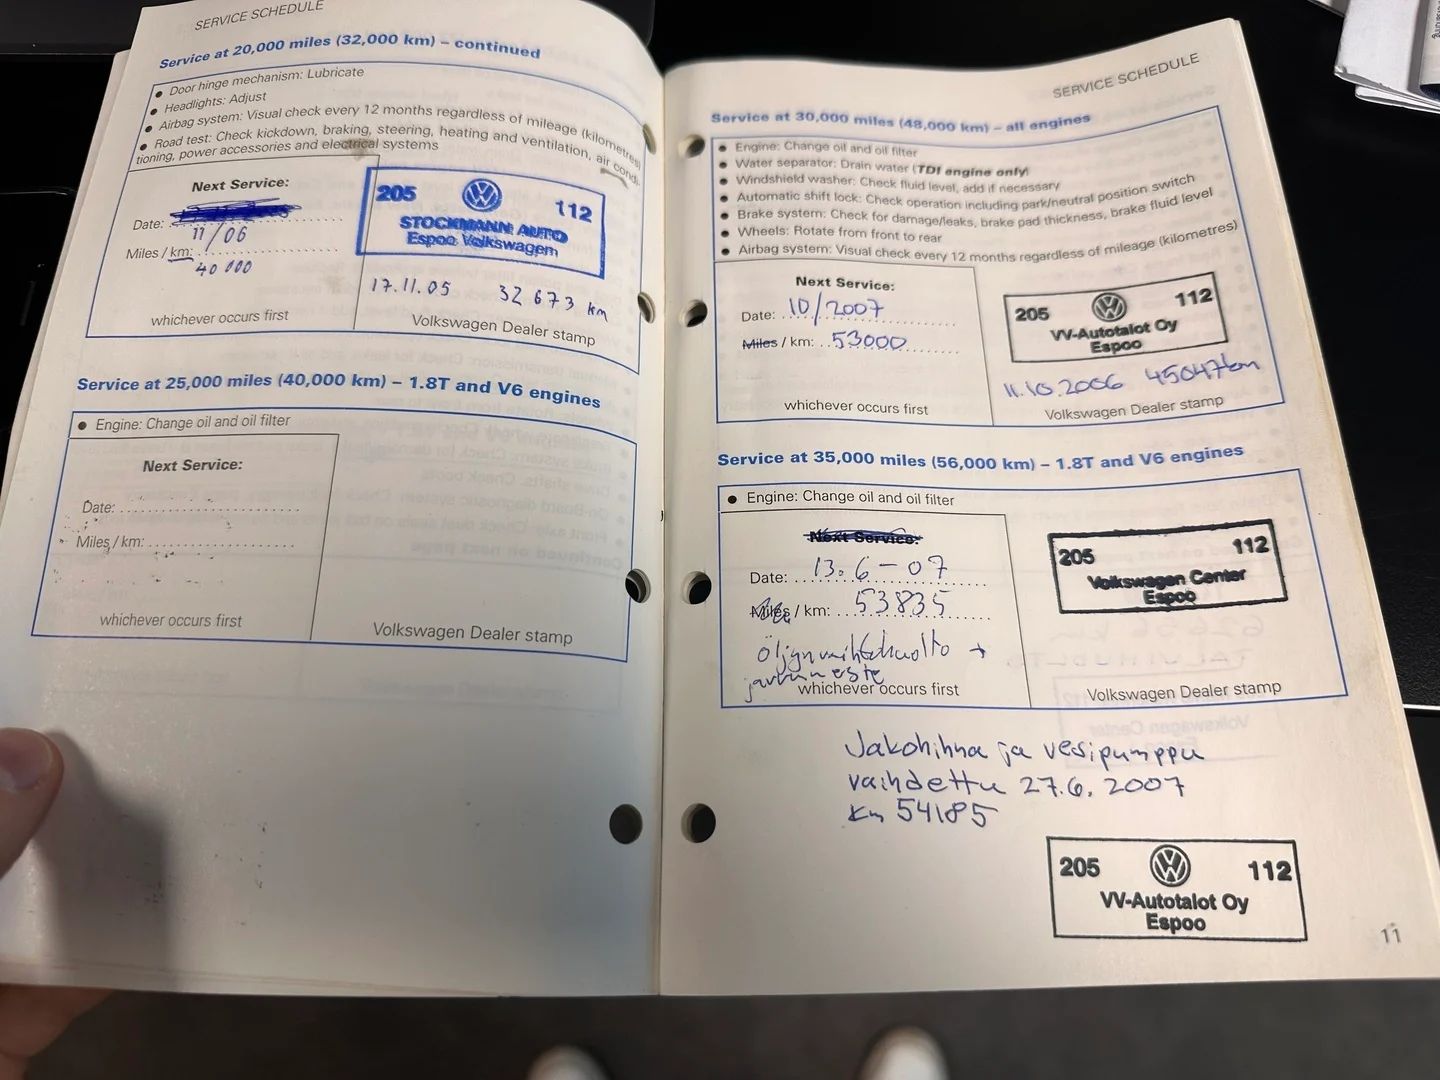 SERVICE SCHEDULE
Service at 20,000 miles (32,000 km) – continued
● Door hinge mechanism: Lubricate
● Headlights: Adjust
● Airbag system: Visual check every 12 months regardless of mileage (kilometres)
● Road test: Check kickdown, braking, steering, heating and ventilation, air condi-
tioning, power accessories and electrical systems
Next Service:
Date:
11/06
Miles / km:
40 000
whichever occurs first
205 112
STOCKMANN AUTO
Espoo Volkswagem
17.11.05 32 673 km
Volkswagen Dealer stamp
Service at 25,000 miles (40,000 km) – 1.8T and V6 engines
● Engine: Change oil and oil filter
Next Service:
Date:
Miles / km:
whichever occurs first
Volkswagen Dealer stamp
SERVICE SCHEDULE
Service at 30,000 miles (48,000 km) – all engines
● Engine: Change oil and oil filter
● Water separator: Drain water (TDI engine only)
● Windshield washer: Check fluid level, add if necessary
● Automatic shift lock: Check operation including park/neutral position switch
● Brake system: Check for damage/leaks, brake pad thickness, brake fluid level
● Wheels: Rotate from front to rear
● Airbag system: Visual check every 12 months regardless of mileage (kilometres)
Next Service:
Date: 10/2007
Miles / km: 53000
whichever occurs first
205 112
VV-Autotalot Oy
Espoo
11.10.2006 45047km
Volkswagen Dealer stamp
Service at 35,000 miles (56,000 km) – 1.8T and V6 engines
● Engine: Change oil and oil filter
Next Service:
Date: 13.6-07
Miles / km: 53835
öljynvaihtohuolto →
jarruneste
whichever occurs first
205 112
Volkswagen Center
Espoo
Volkswagen Dealer stamp
Jakohihna ja vesipumppu
vaihdettu 27.6.2007
km 54185
205 112
VV-Autotalot Oy
Espoo
11